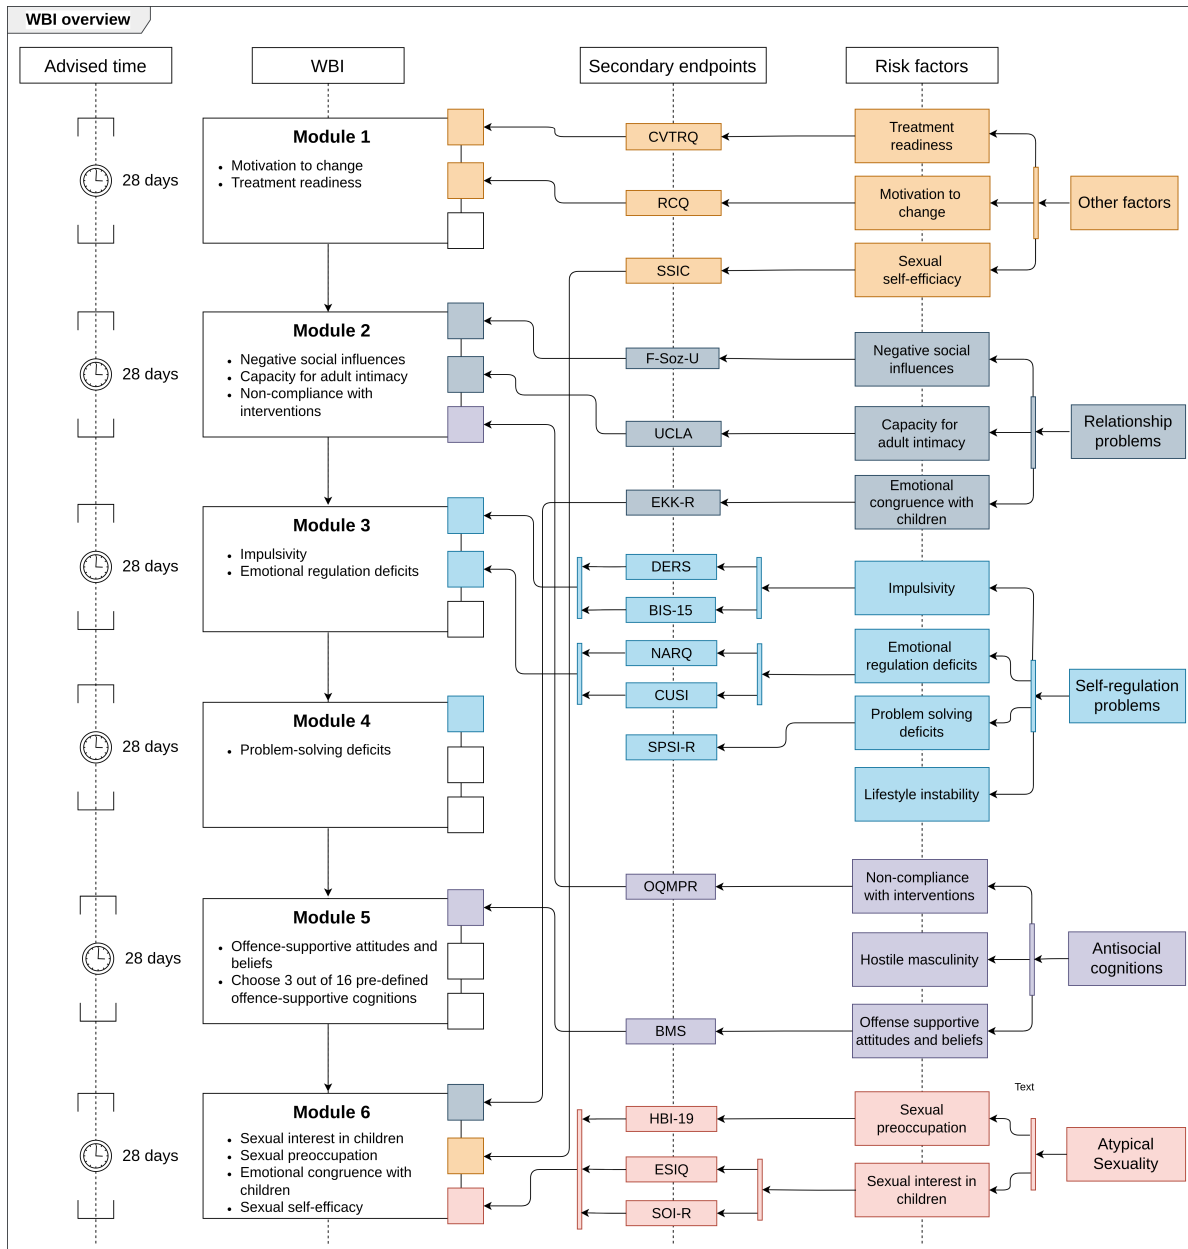 WBI overview
Advised time
WBI
Secondary endpoints
Risk factors
Module 1
• Motivation to change
• Treatment readiness
28 days
CVTRQ
RCQ
SSIC
Treatment
readiness
Motivation to
change
Sexual
self-efficiacy
Other factors
Module 2
• Negative social influences
• Capacity for adult intimacy
• Non-compliance with
interventions
28 days
F-Soz-U
UCLA
EKK-R
Negative social
influences
Capacity for
adult intimacy
Emotional
congruence with
children
Relationship
problems
Module 3
• Impulsivity
• Emotional regulation deficits
28 days
DERS
BIS-15
NARQ
CUSI
Impulsivity
Emotional
regulation deficits
Module 4
• Problem-solving deficits
28 days
SPSI-R
Problem solving
deficits
Lifestyle instability
Self-regulation
problems
Module 5
• Offence-supportive attitudes and
beliefs
• Choose 3 out of 16 pre-defined
offence-supportive cognitions
28 days
OQMPR
BMS
Non-compliance
with interventions
Hostile masculinity
Offense supportive
attitudes and beliefs
Antisocial
cognitions
Module 6
• Sexual interest in children
• Sexual preoccupation
• Emotional congruence with
children
• Sexual self-efficacy
28 days
HBI-19
ESIQ
SOI-R
Sexual
preoccupation
Sexual interest in
children
Text
Atypical
Sexuality